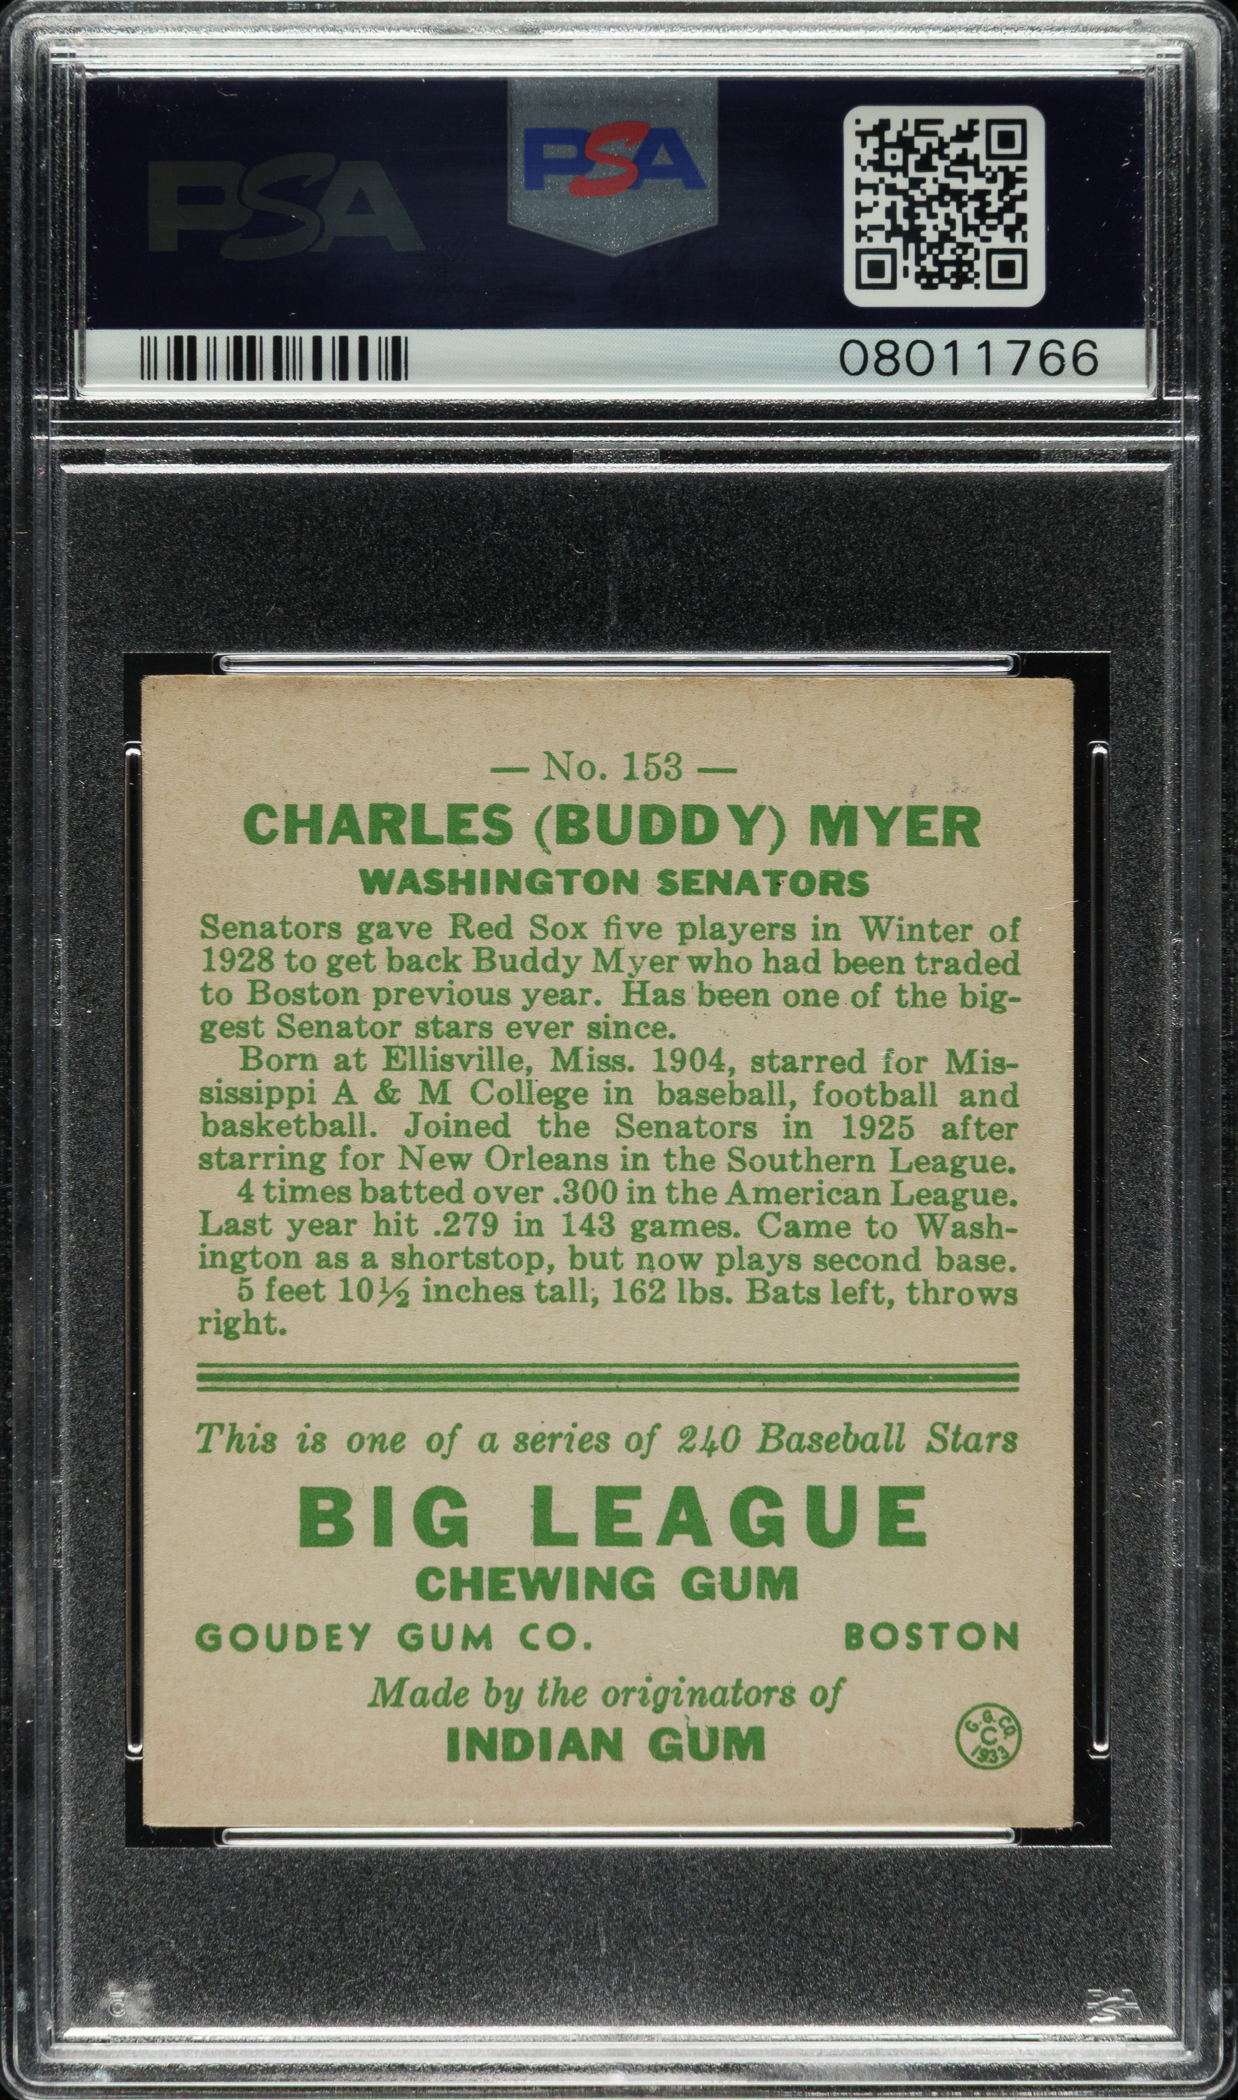 PSA
PSA
08011766
— No. 153 —
CHARLES (BUDDY) MYER
WASHINGTON SENATORS
Senators gave Red Sox five players in Winter of
1928 to get back Buddy Myer who had been traded
to Boston previous year. Has been one of the big-
gest Senator stars ever since.
Born at Ellisville, Miss. 1904, starred for Mis-
sissippi A & M College in baseball, football and
basketball. Joined the Senators in 1925 after
starring for New Orleans in the Southern League.
4 times batted over .300 in the American League.
Last year hit .279 in 143 games. Came to Wash-
ington as a shortstop, but now plays second base.
5 feet 10½ inches tall, 162 lbs. Bats left, throws
right.
This is one of a series of 240 Baseball Stars
BIG LEAGUE
CHEWING GUM
GOUDEY GUM CO. BOSTON
Made by the originators of
INDIAN GUM
G.G.CO.
C
1933
PSA